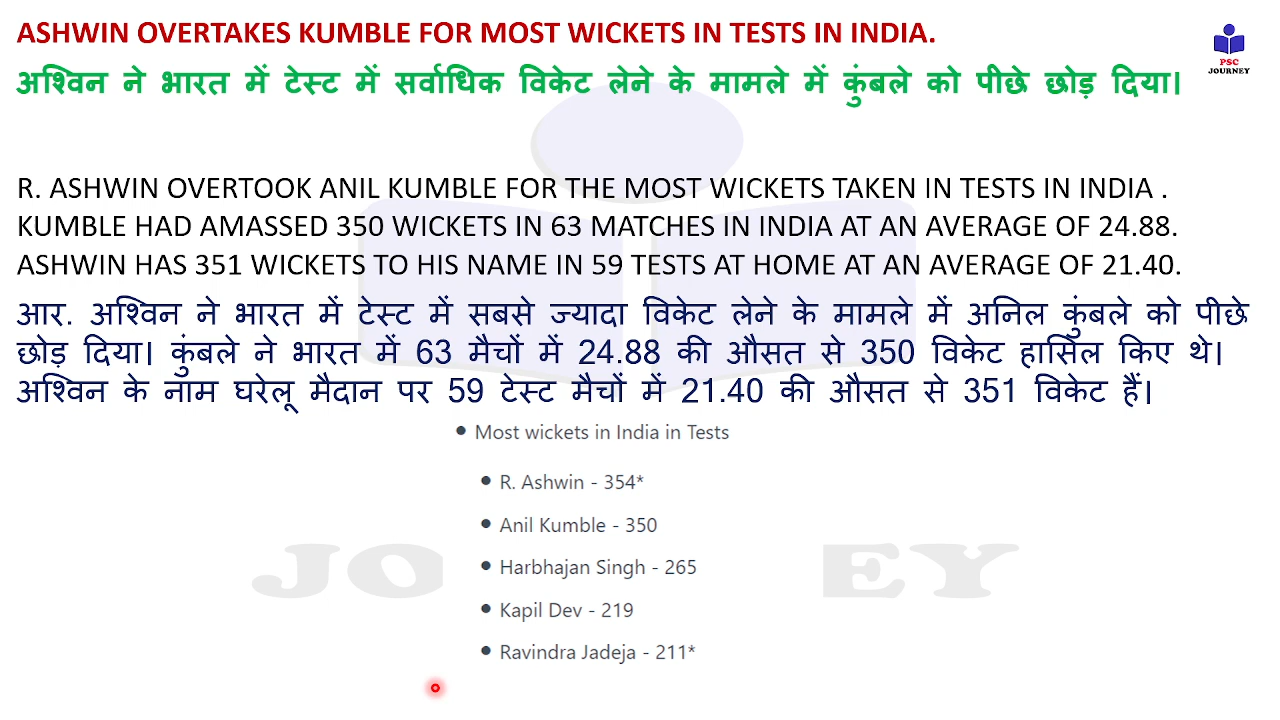 ASHWIN OVERTAKES KUMBLE FOR MOST WICKETS IN TESTS IN INDIA.
PSC
JOURNEY
अश्विन ने भारत में टेस्ट में सर्वाधिक विकेट लेने के मामले में कुंबले को पीछे छोड़ दिया।
R. ASHWIN OVERTOOK ANIL KUMBLE FOR THE MOST WICKETS TAKEN IN TESTS IN INDIA .
KUMBLE HAD AMASSED 350 WICKETS IN 63 MATCHES IN INDIA AT AN AVERAGE OF 24.88.
ASHWIN HAS 351 WICKETS TO HIS NAME IN 59 TESTS AT HOME AT AN AVERAGE OF 21.40.
आर. अश्विन ने भारत में टेस्ट में सबसे ज्यादा विकेट लेने के मामले में अनिल कुंबले को पीछे
छोड़ दिया। कुंबले ने भारत में 63 मैचों में 24.88 की औसत से 350 विकेट हासिल किए थे।
अश्विन के नाम घरेलू मैदान पर 59 टेस्ट मैचों में 21.40 की औसत से 351 विकेट हैं।
• Most wickets in India in Tests
• R. Ashwin - 354*
• Anil Kumble - 350
• Harbhajan Singh - 265
• Kapil Dev - 219
• Ravindra Jadeja - 211*
JO EY